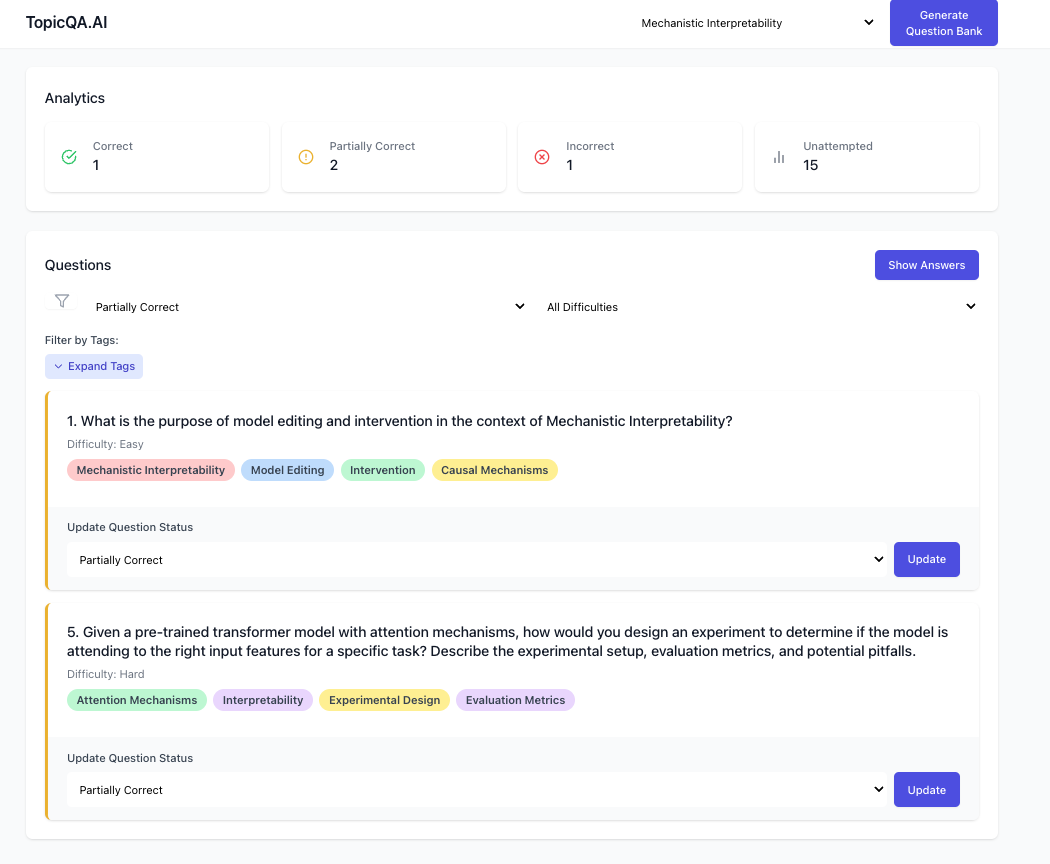 TopicQA.AI
Mechanistic Interpretability
Generate
Question Bank
Analytics
Correct
1
Partially Correct
2
Incorrect
1
Unattempted
15
Questions
Show Answers
Partially Correct
All Difficulties
Filter by Tags:
Expand Tags
1. What is the purpose of model editing and intervention in the context of Mechanistic Interpretability?
Difficulty: Easy
Mechanistic Interpretability
Model Editing
Intervention
Causal Mechanisms
Update Question Status
Partially Correct
Update
5. Given a pre-trained transformer model with attention mechanisms, how would you design an experiment to determine if the model is
attending to the right input features for a specific task? Describe the experimental setup, evaluation metrics, and potential pitfalls.
Difficulty: Hard
Attention Mechanisms
Interpretability
Experimental Design
Evaluation Metrics
Update Question Status
Partially Correct
Update